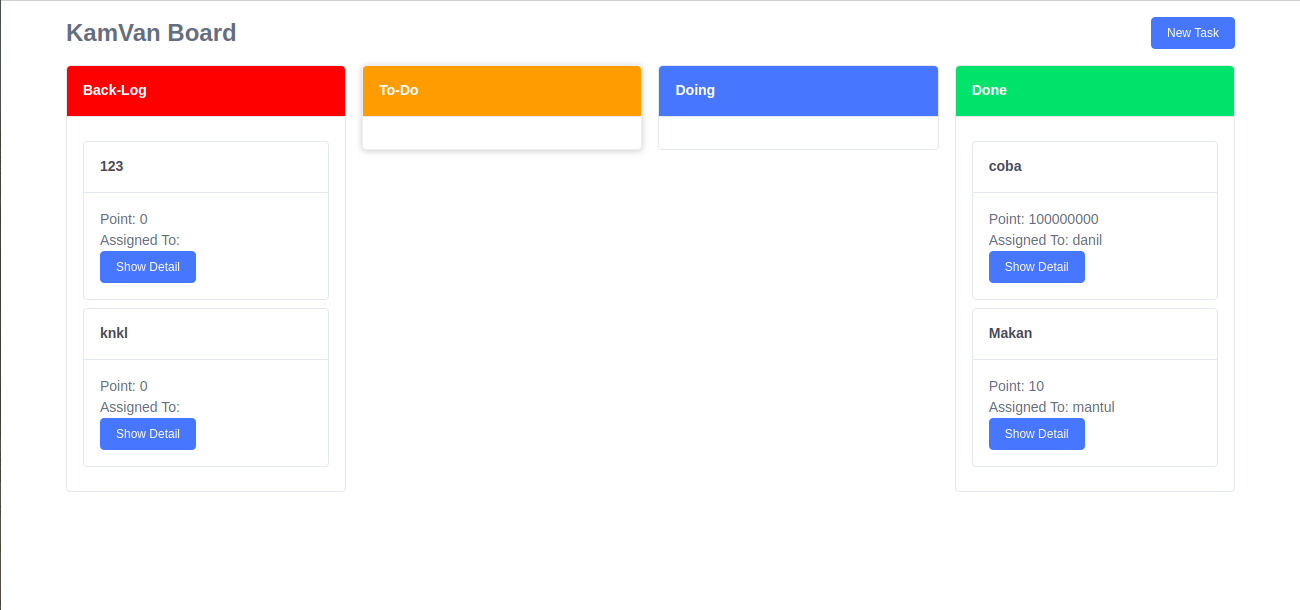 KamVan Board
New Task
Back-Log
123
Point: 0
Assigned To:
Show Detail
knkl
Point: 0
Assigned To:
Show Detail
To-Do
Doing
Done
coba
Point: 100000000
Assigned To: danil
Show Detail
Makan
Point: 10
Assigned To: mantul
Show Detail